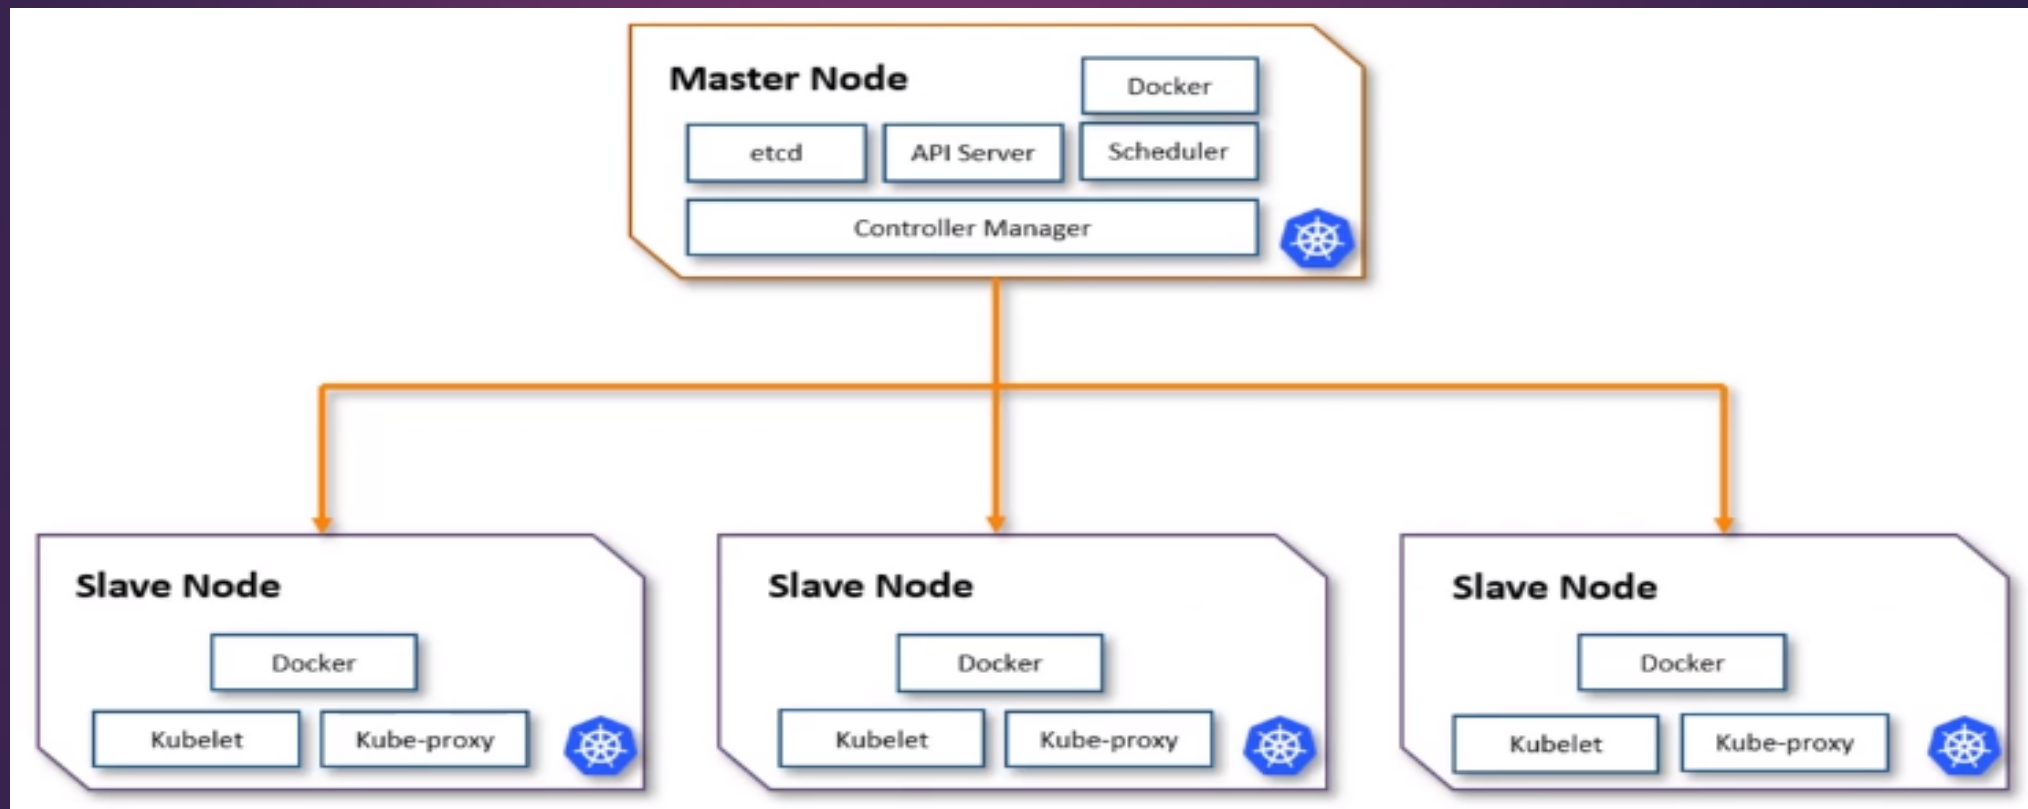 Master Node
Docker
etcd
API Server
Scheduler
Controller Manager
Slave Node
Docker
Kubelet
Kube-proxy
Slave Node
Docker
Kubelet
Kube-proxy
Slave Node
Docker
Kubelet
Kube-proxy